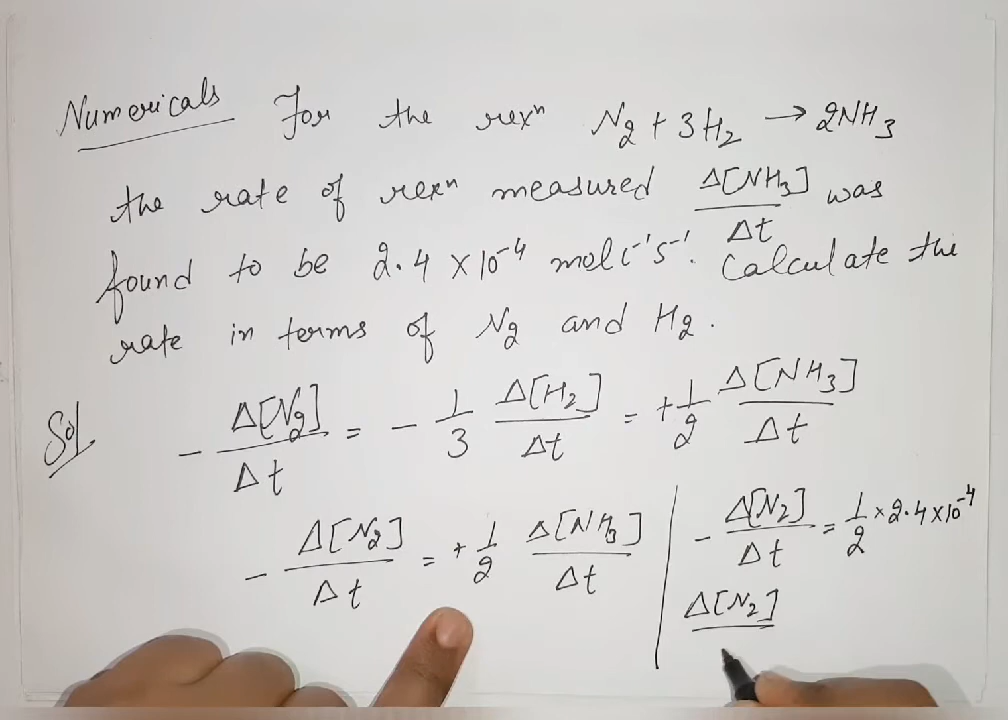 Numericals For the rexⁿ N₂ + 3H₂ → 2NH₃
the rate of rexⁿ measured Δ[NH₃]/Δt was
found to be 2.4 × 10⁻⁴ mol L⁻¹ s⁻¹. Calculate the
rate in terms of N₂ and H₂.
Sol - Δ[N₂]/Δt = - 1/3 Δ[H₂]/Δt = + 1/2 Δ[NH₃]/Δt
- Δ[N₂]/Δt = + 1/2 Δ[NH₃]/Δt
- Δ[N₂]/Δt = 1/2 × 2.4 × 10⁻⁴
Δ[N₂]